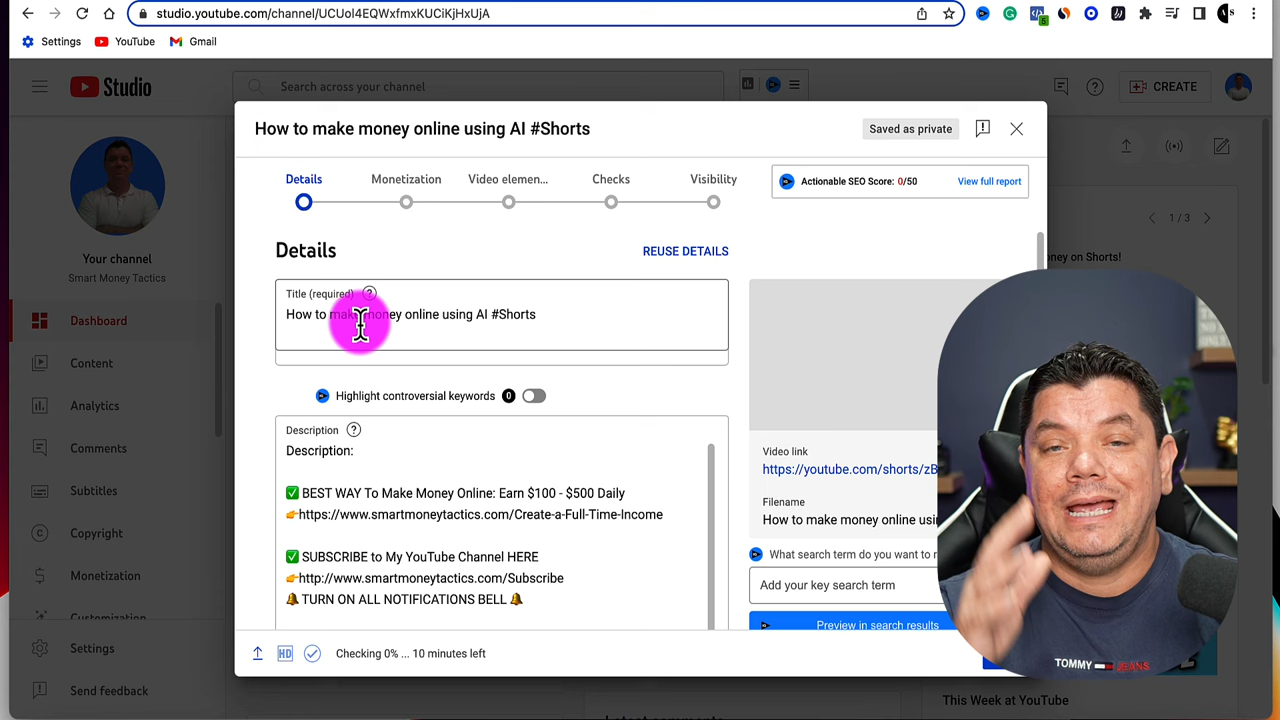 studio.youtube.com/channel/UCUol4EQWxfmxKUCiKjHxUjA
5
Settings
YouTube
Gmail
Studio
Search across your channel
CREATE
How to make money online using AI #Shorts
Saved as private
Details
Monetization
Video elemen...
Checks
Visibility
Actionable SEO Score: 0/50
View full report
Your channel
Smart Money Tactics
1 / 3
Details
REUSE DETAILS
ney on Shorts!
Title (required)
How to make money online using AI #Shorts
Highlight controversial keywords
0
Description
Description:
✅ BEST WAY To Make Money Online: Earn $100 - $500 Daily
👉https://www.smartmoneytactics.com/Create-a-Full-Time-Income
✅ SUBSCRIBE to My YouTube Channel HERE
👉http://www.smartmoneytactics.com/Subscribe
🔔 TURN ON ALL NOTIFICATIONS BELL 🔔
Video link
https://youtube.com/shorts/zB
Filename
How to make money online usin
What search term do you want to r
Add your key search term
Preview in search results
Dashboard
Content
Analytics
Comments
Subtitles
Copyright
Monetization
Customization
Settings
Send feedback
HD
Checking 0% ... 10 minutes left
TOMMY JEANS
This Week at YouTube
Latest comments